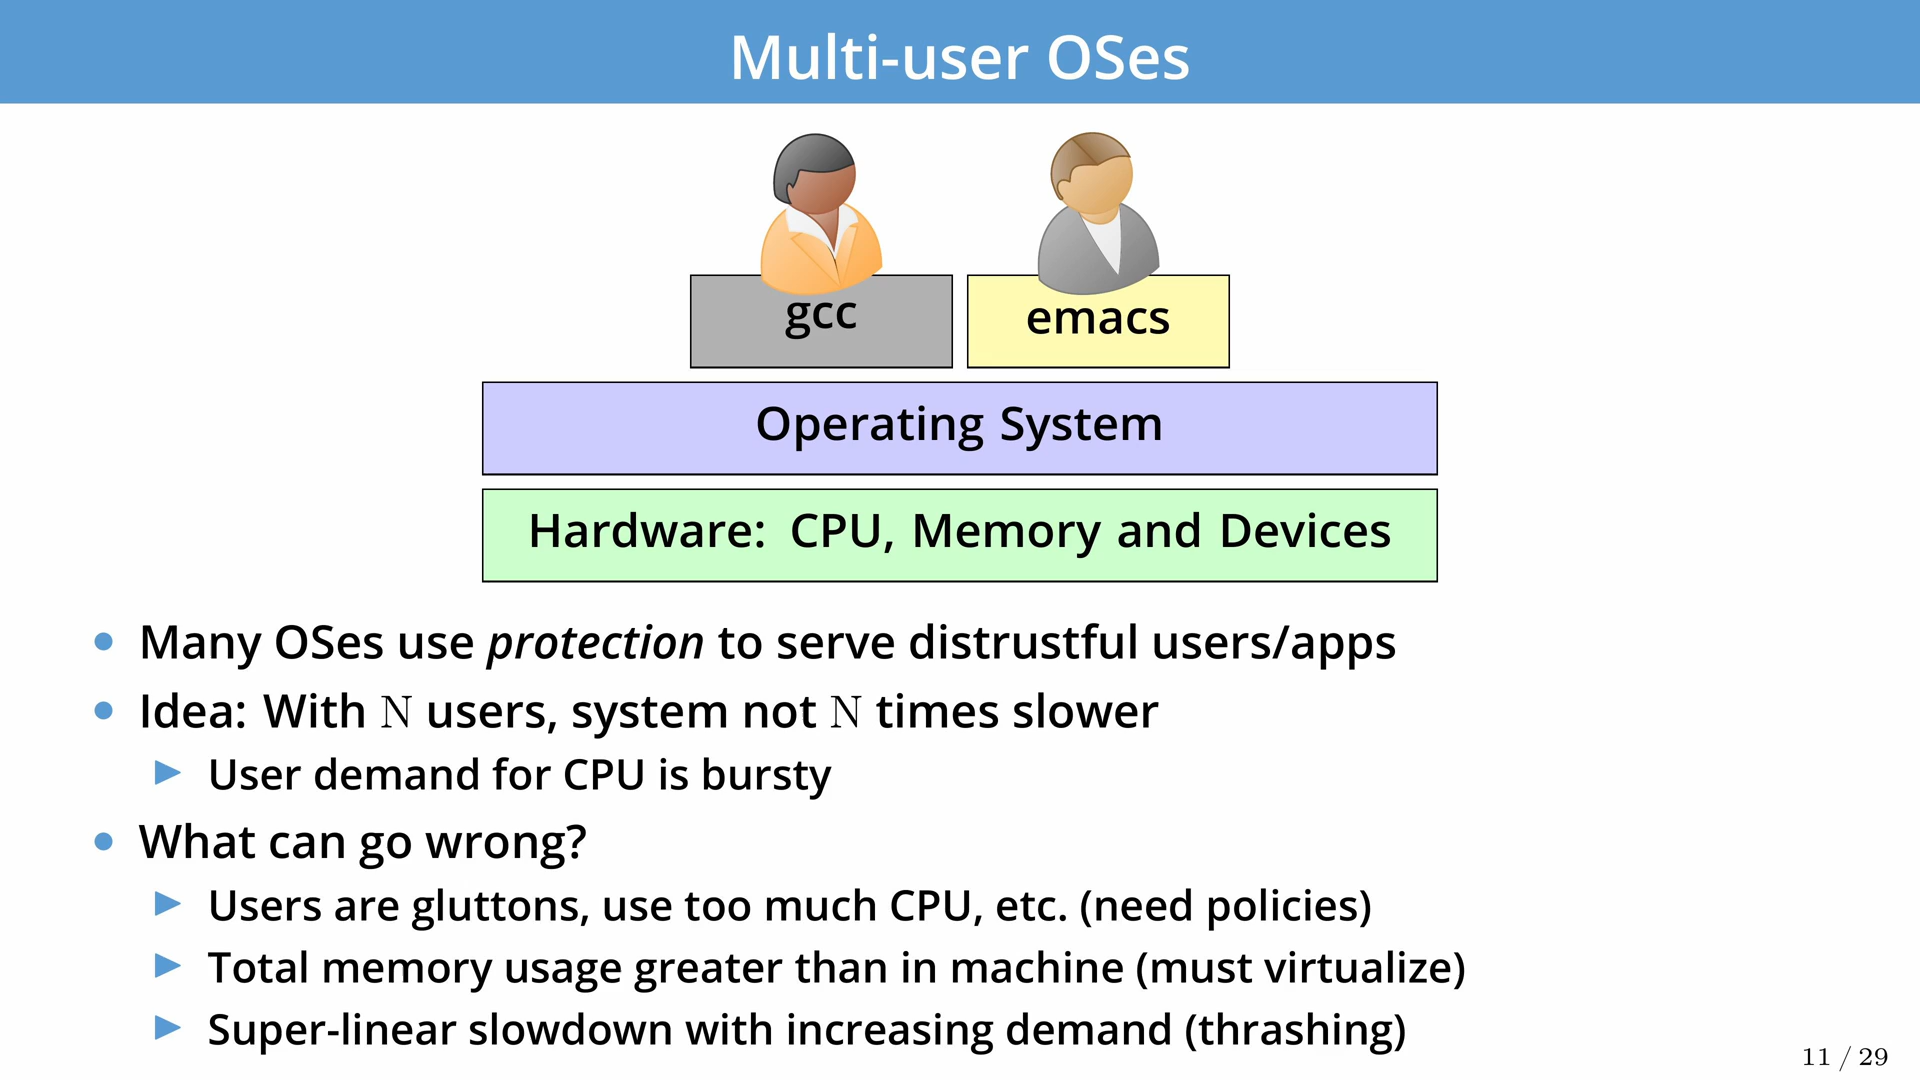 Multi-user OSes
gcc
emacs
Operating System
Hardware: CPU, Memory and Devices
Many OSes use protection to serve distrustful users/apps
Idea: With N users, system not N times slower
User demand for CPU is bursty
What can go wrong?
Users are gluttons, use too much CPU, etc. (need policies)
Total memory usage greater than in machine (must virtualize)
Super-linear slowdown with increasing demand (thrashing)
11 / 29